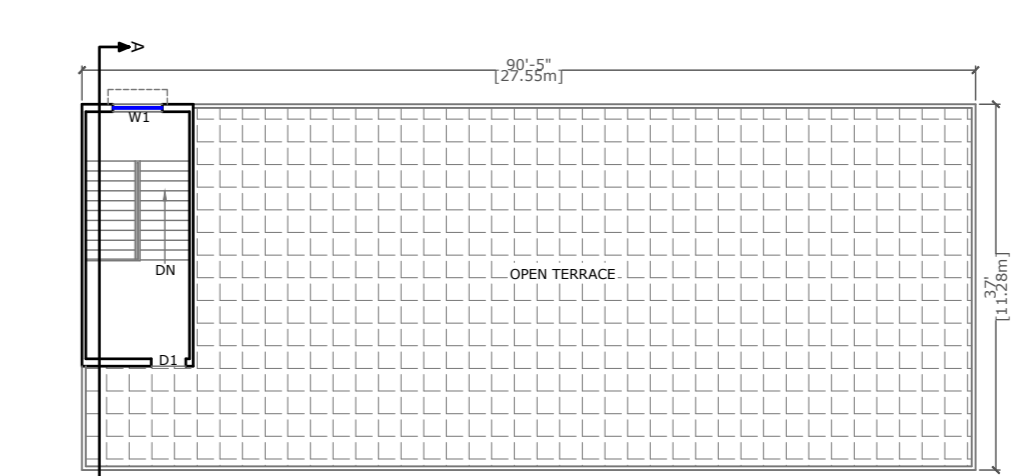 A
90'-5"
[27.55m]
W1
DN
OPEN TERRACE
37'
[11.28m]
D1